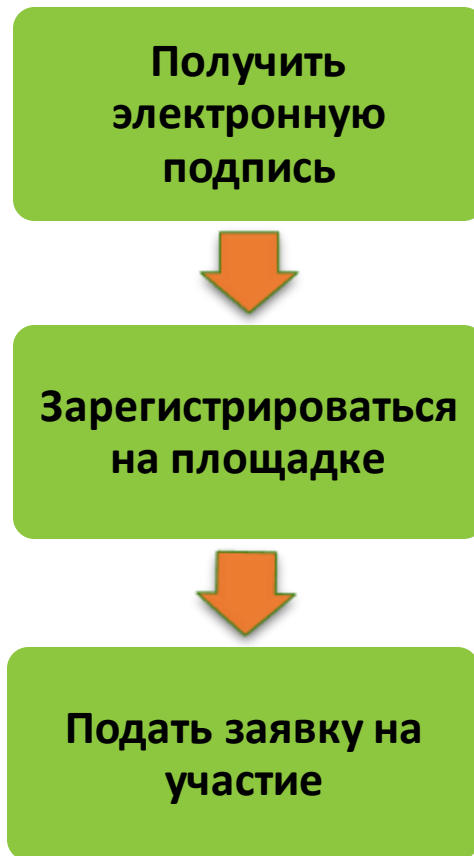 Получить
электронную
подпись
Зарегистрироваться
на площадке
Подать заявку на
участие